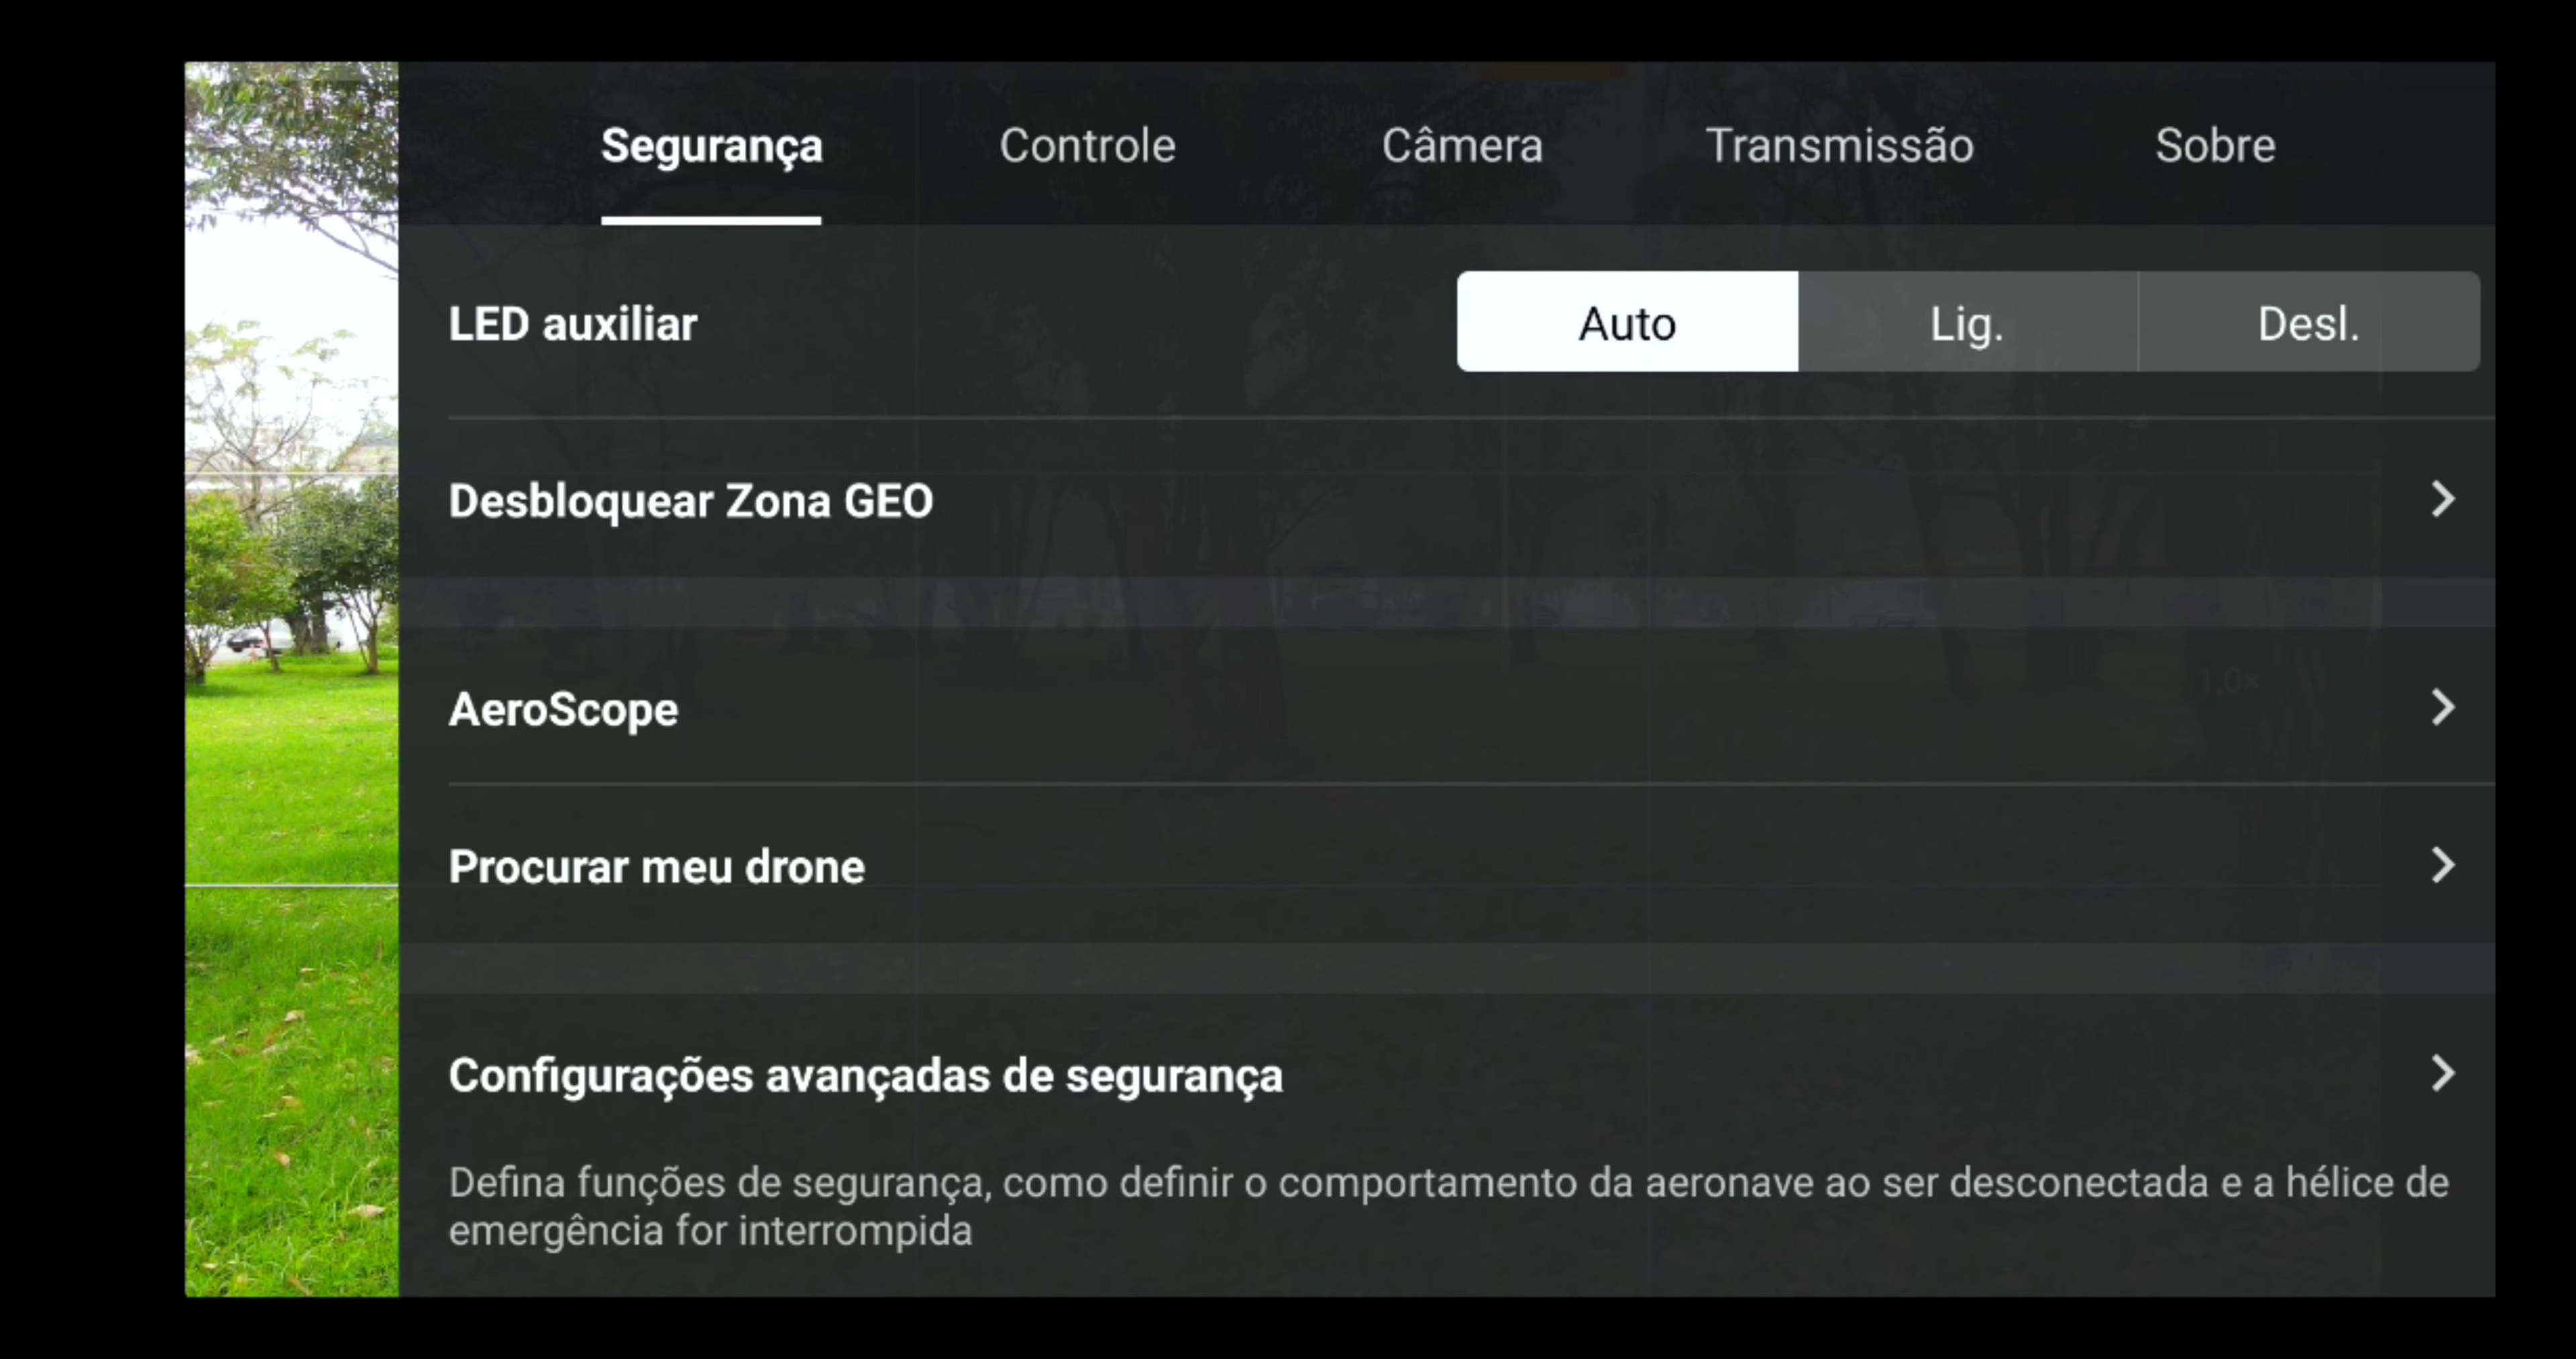 Segurança Controle Câmera Transmissão Sobre
LED auxiliar Auto Lig. Desl.
Desbloquear Zona GEO
1.0×
AeroScope
Procurar meu drone
Configurações avançadas de segurança
Defina funções de segurança, como definir o comportamento da aeronave ao ser desconectada e a hélice de
emergência for interrompida